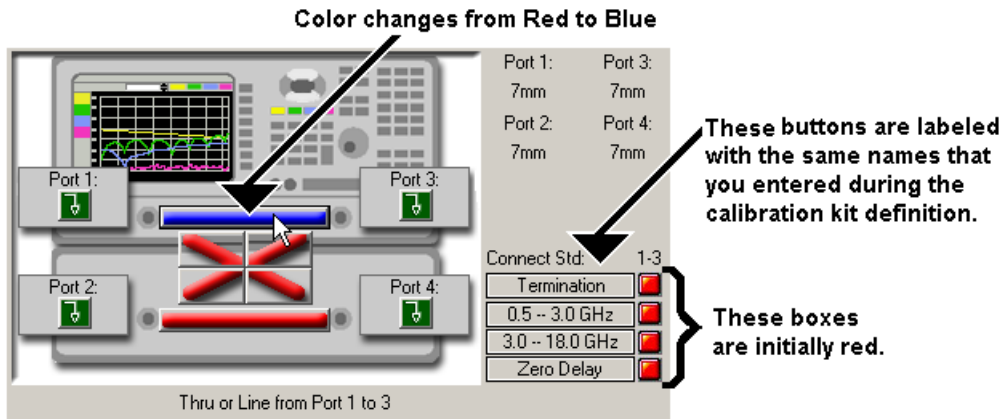 Color changes from Red to Blue
Port 1: Port 3:
7mm 7mm
Port 2: Port 4:
7mm 7mm
These buttons are labeled
with the same names that
you entered during the
calibration kit definition.
Port 1:
Port 3:
Port 2:
Port 4:
Connect Std: 1-3
Termination
0.5 -- 3.0 GHz
3.0 -- 18.0 GHz
Zero Delay
These boxes
are initially red.
Thru or Line from Port 1 to 3